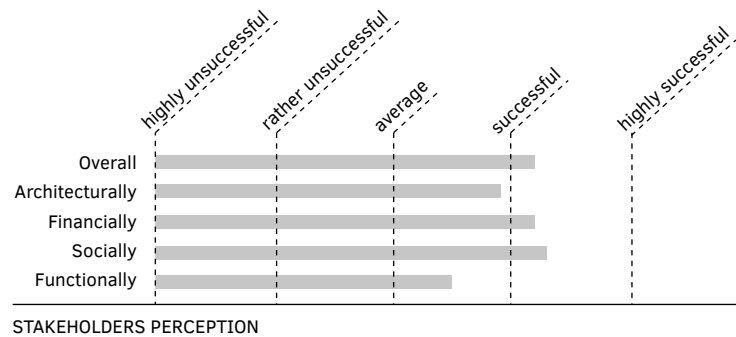 highly unsuccessful
rather unsuccessful
average
successful
highly successful
Overall
Architecturally
Financially
Socially
Functionally
STAKEHOLDERS PERCEPTION